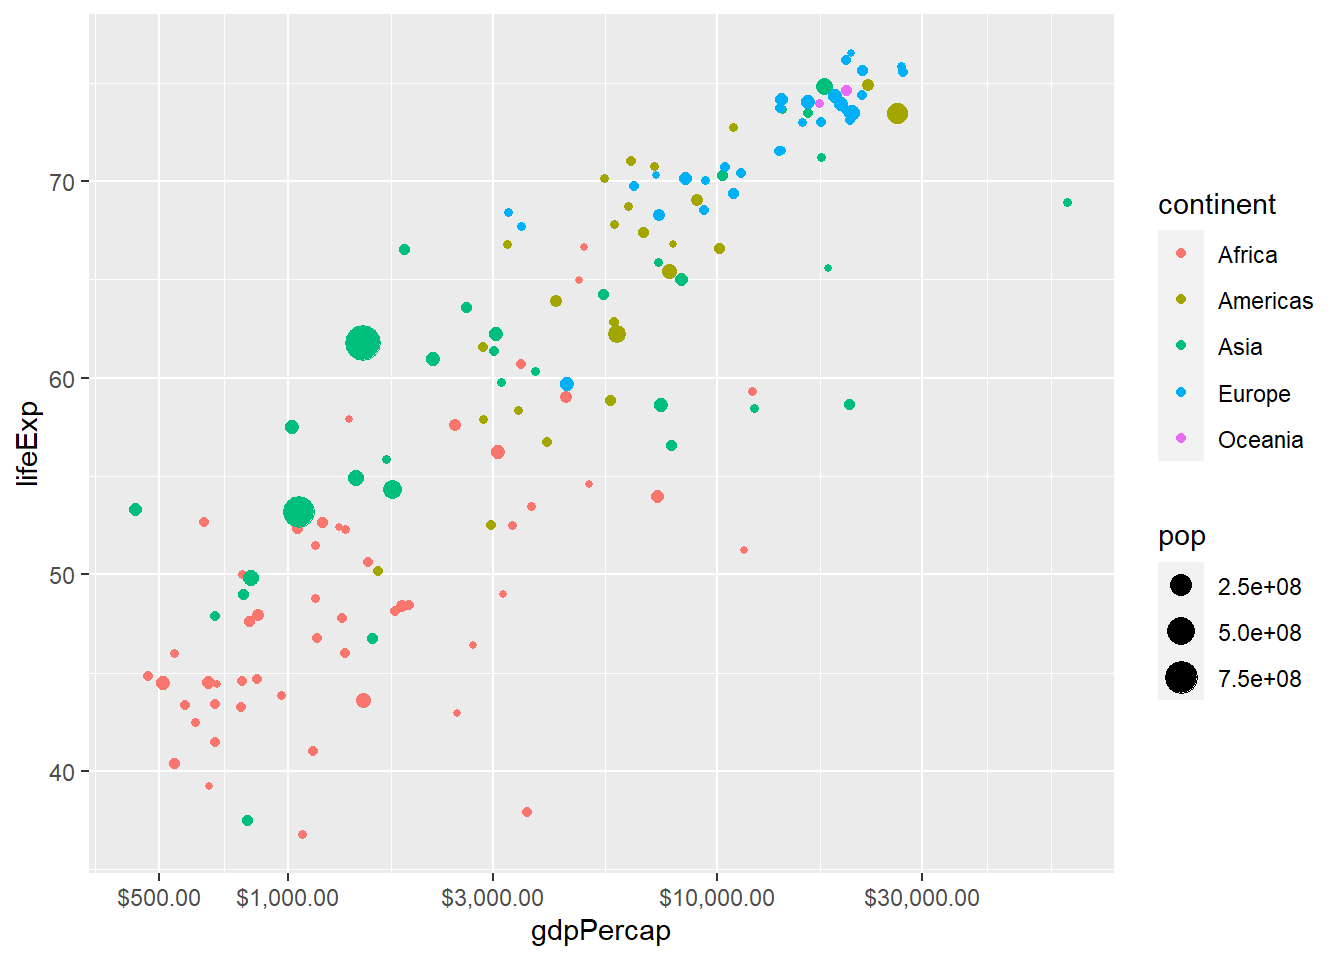 70
60
50
40
lifeExp
$500.00 $1,000.00 $3,000.00 $10,000.00 $30,000.00
gdpPercap
continent
Africa
Americas
Asia
Europe
Oceania
pop
2.5e+08
5.0e+08
7.5e+08